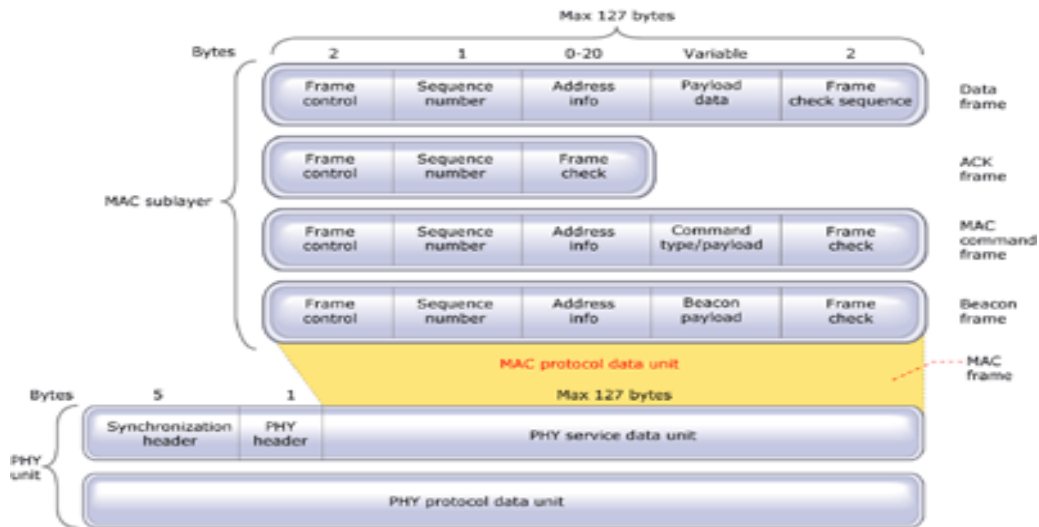 Max 127 bytes
Bytes 2 1 0-20 Variable 2
Frame control
Sequence number
Address info
Payload data
Frame check sequence
Data frame
Frame control
Sequence number
Frame check
ACK frame
MAC sublayer
Frame control
Sequence number
Address info
Command type/payload
Frame check
MAC command frame
Frame control
Sequence number
Address info
Beacon payload
Frame check
Beacon frame
MAC protocol data unit
MAC frame
Bytes 5 1 Max 127 bytes
Synchronization header
PHY header
PHY service data unit
PHY unit
PHY protocol data unit